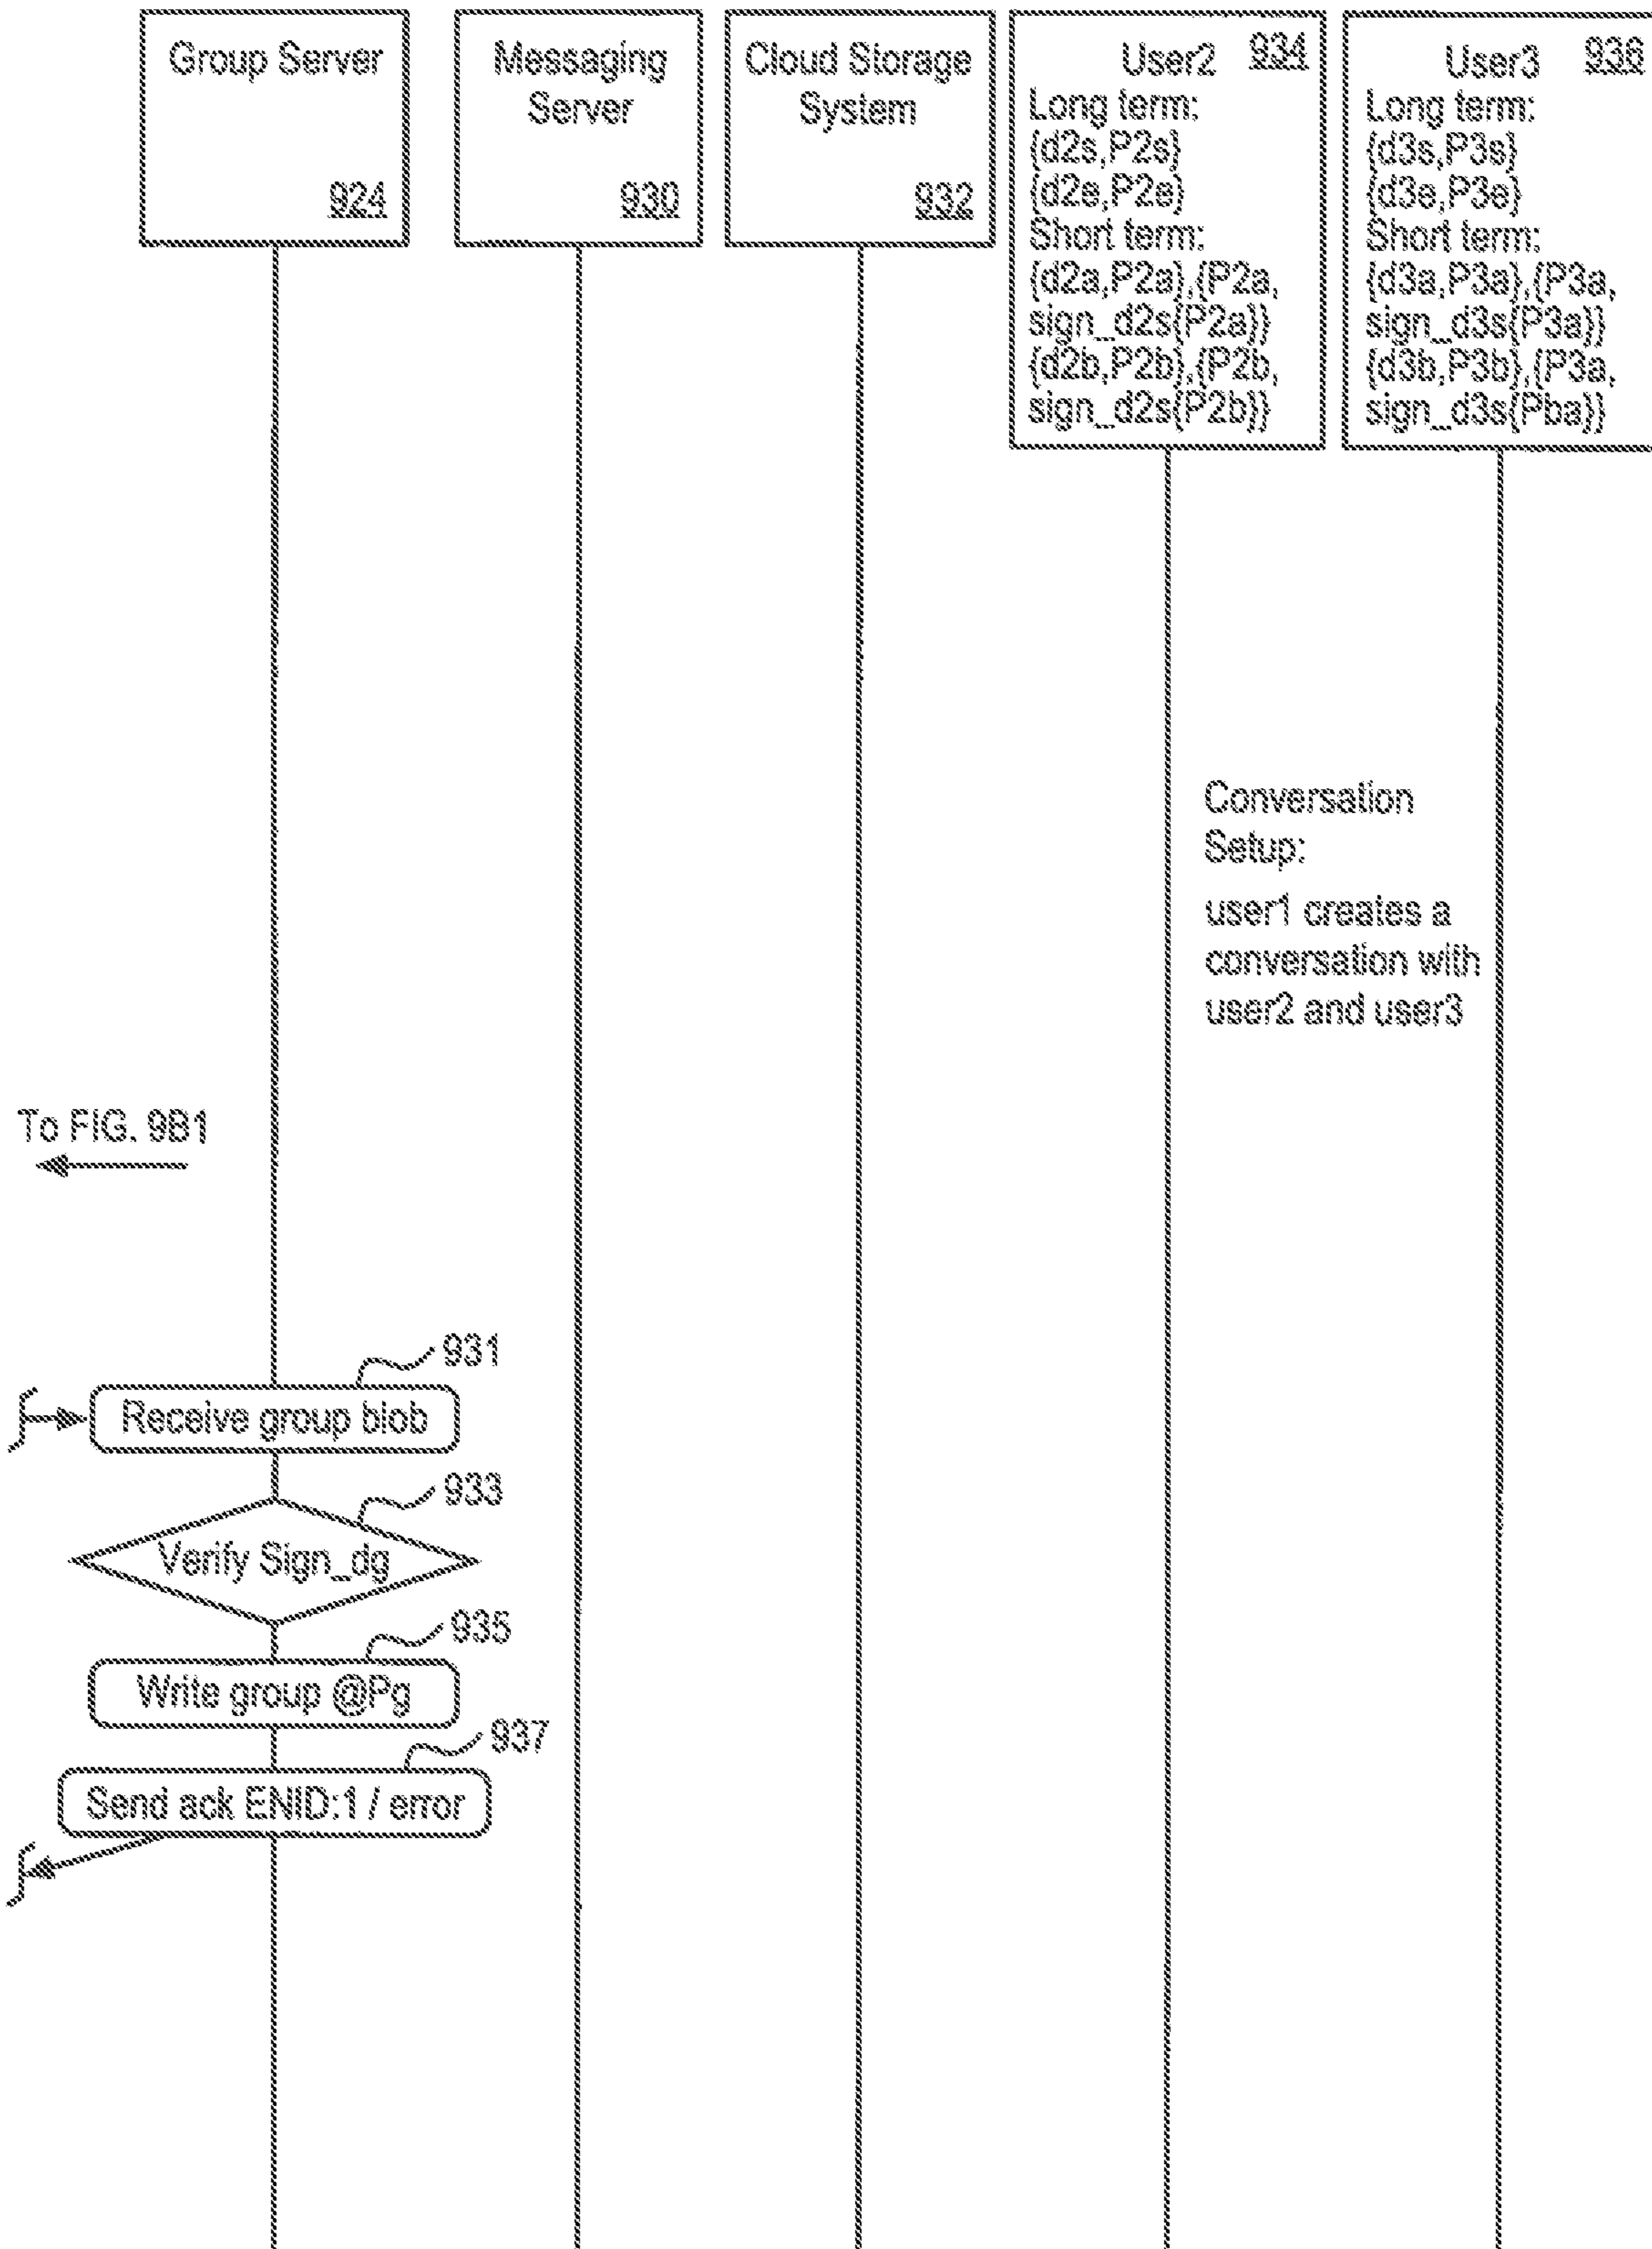 Group Server
924
Messaging
Server
930
Cloud Storage
System
932
User2 934
Long term:
{d2s,P2s}
{d2e,P2e}
Short term:
{d2a,P2a},{P2a,
sign_d2s{P2a}}
{d2b,P2b},{P2b,
sign_d2s{P2b}}
User3 936
Long term:
{d3s,P3s}
{d3e,P3e}
Short term:
{d3a,P3a},{P3a,
sign_d3s{P3a}}
{d3b,P3b},{P3a,
sign_d3s{Pba}}
Conversation
Setup:
user1 creates a
conversation with
user2 and user3
To FIG. 9B1
931
Receive group blob
933
Verify Sign_dg
935
Write group @Pg
937
Send ack ENID:1 / error